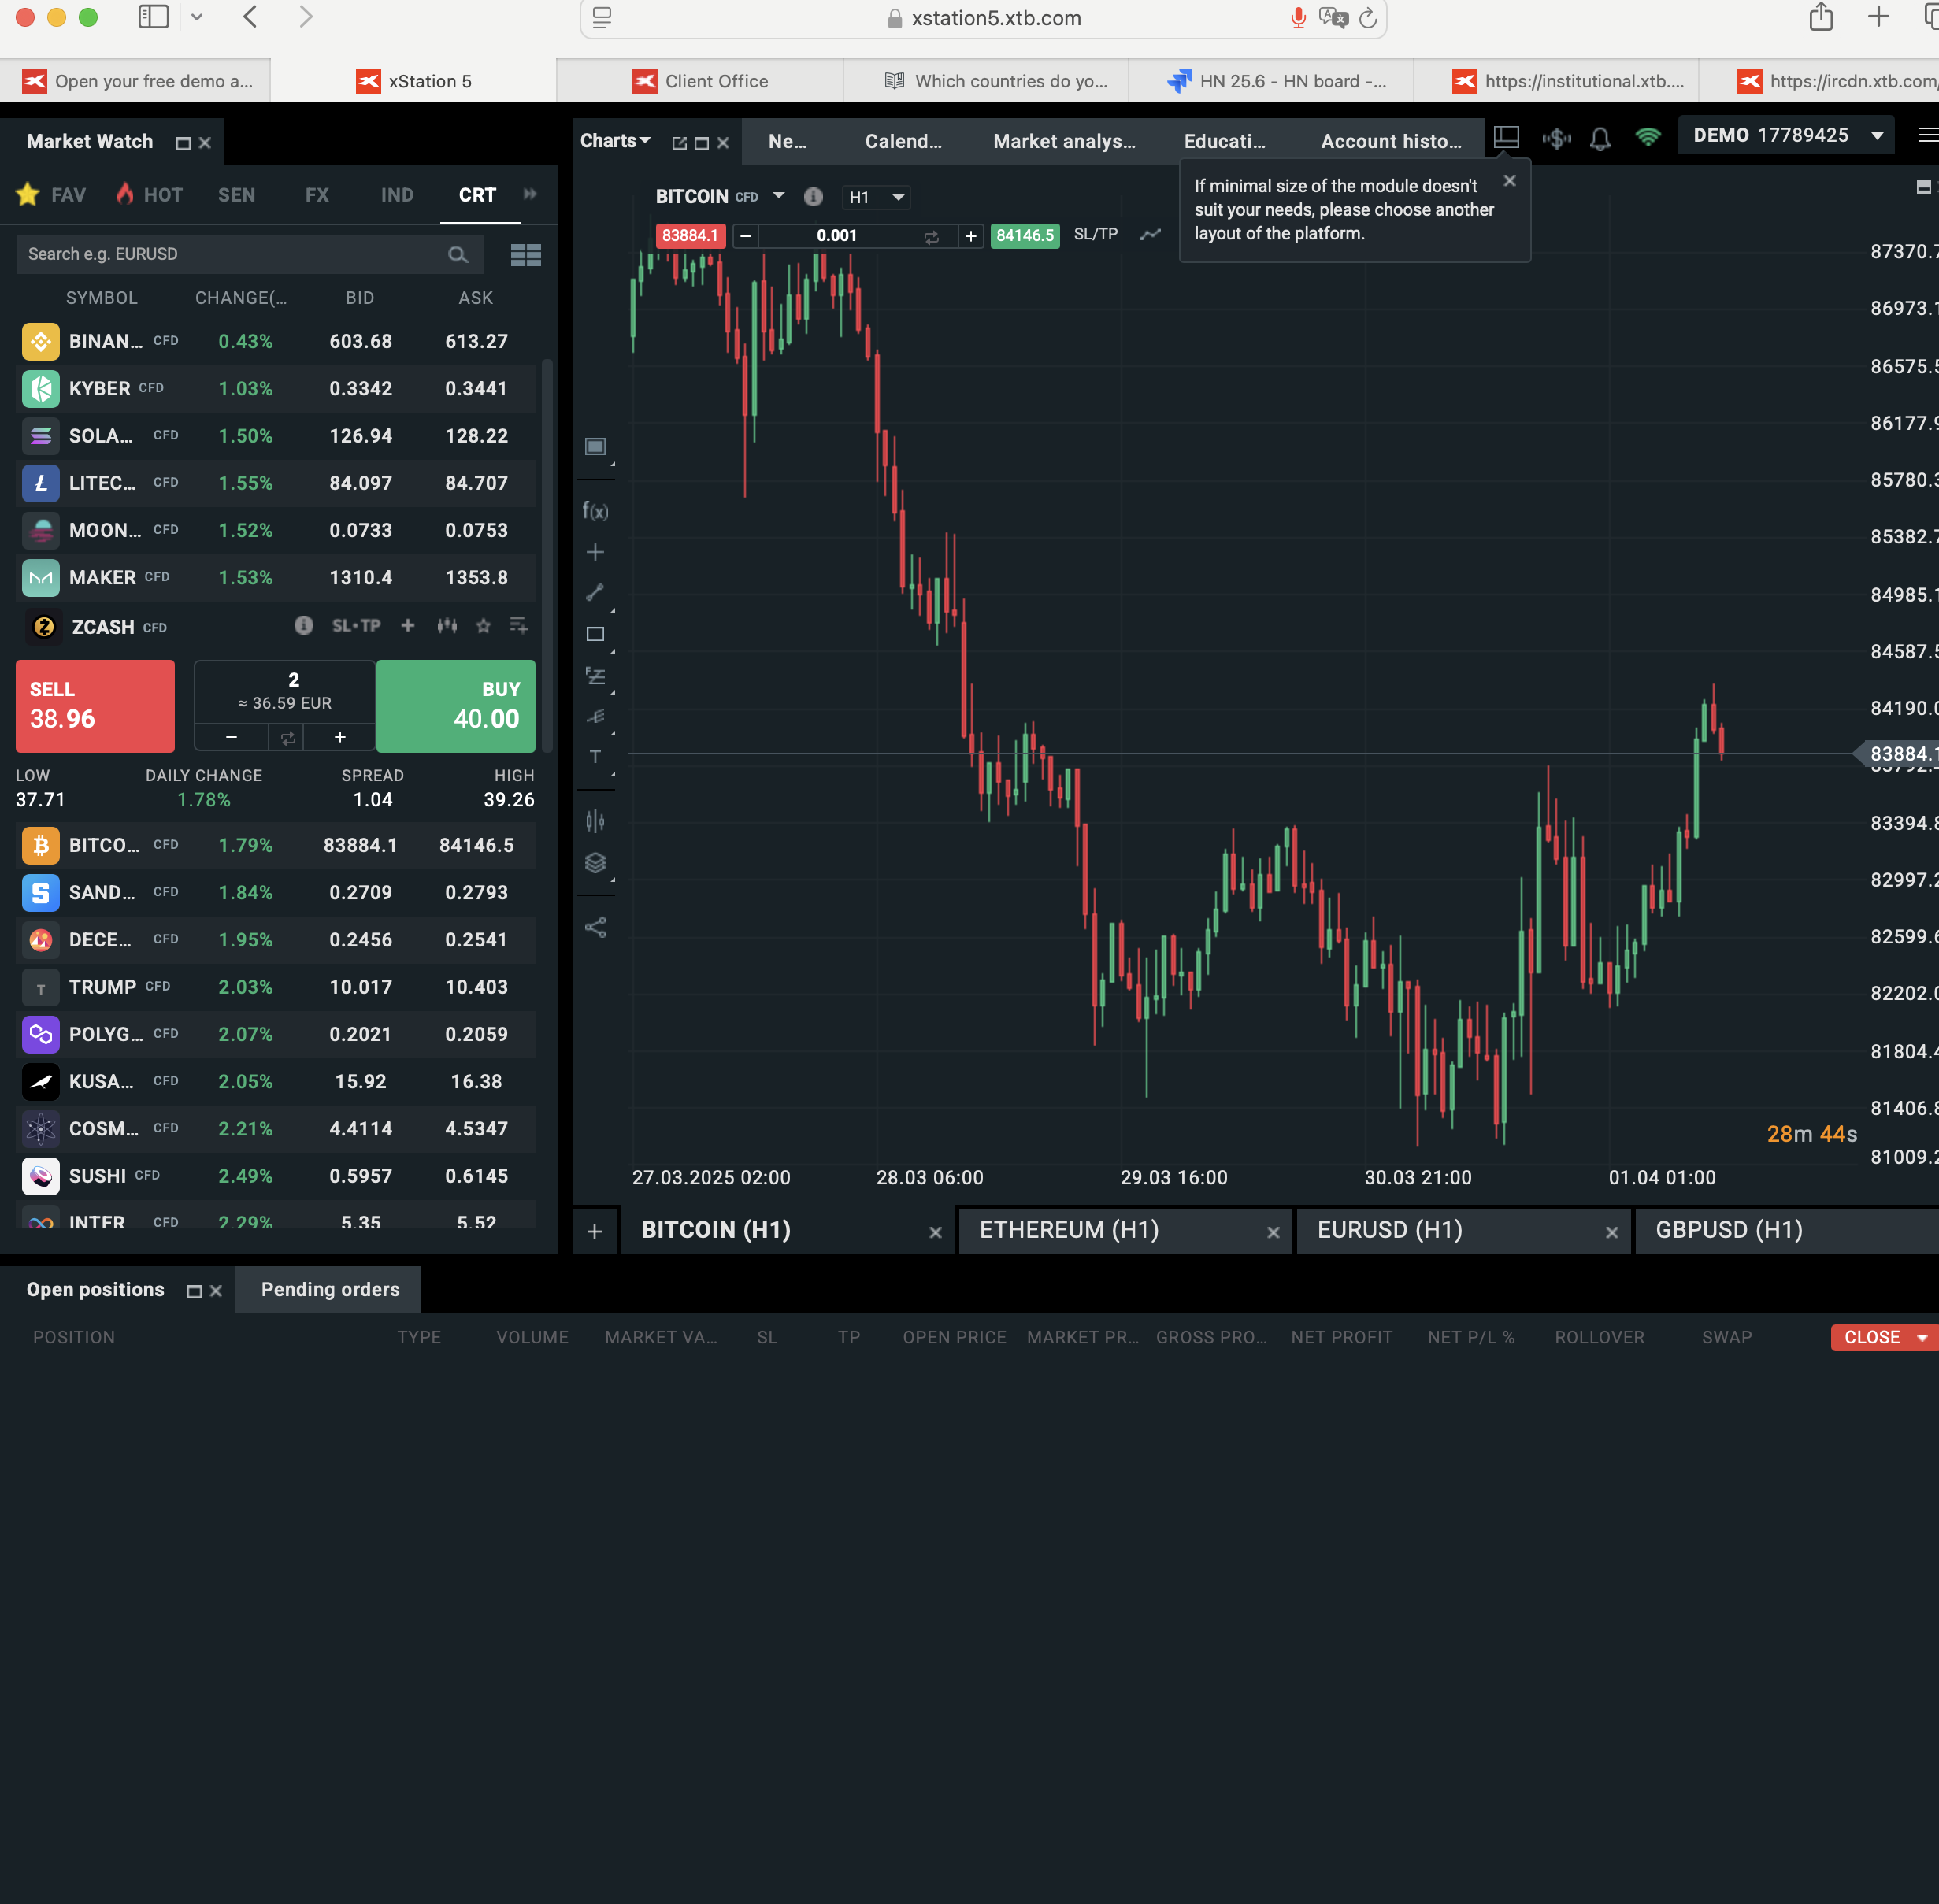 xstation5.xtb.com
Open your free demo a...
xStation 5
Client Office
Which countries do yo...
HN 25.6 - HN board -...
https://institutional.xtb....
https://ircdn.xtb.com/
Market Watch
FAV HOT SEN FX IND CRT
Search e.g. EURUSD
SYMBOL CHANGE(... BID ASK
BINAN... CFD 0.43% 603.68 613.27
KYBER CFD 1.03% 0.3342 0.3441
SOLA... CFD 1.50% 126.94 128.22
LITEC... CFD 1.55% 84.097 84.707
MOON... CFD 1.52% 0.0733 0.0753
MAKER CFD 1.53% 1310.4 1353.8
ZCASH CFD SL•TP
SELL 2 BUY
38.96 ≈ 36.59 EUR 40.00
− +
LOW DAILY CHANGE SPREAD HIGH
37.71 1.78% 1.04 39.26
BITCO... CFD 1.79% 83884.1 84146.5
SAND... CFD 1.84% 0.2709 0.2793
DECE... CFD 1.95% 0.2456 0.2541
T TRUMP CFD 2.03% 10.017 10.403
POLYG... CFD 2.07% 0.2021 0.2059
KUSA... CFD 2.05% 15.92 16.38
COSM... CFD 2.21% 4.4114 4.5347
SUSHI CFD 2.49% 0.5957 0.6145
INTER... CFD 2.29% 5.35 5.52
Charts Ne... Calend... Market analys... Educati... Account histo...
DEMO 17789425
If minimal size of the module doesn't
suit your needs, please choose another
layout of the platform.
BITCOIN CFD H1
83884.1 − 0.001 + 84146.5 SL/TP
f(x)
T
87370.7
86973.1
86575.5
86177.9
85780.3
85382.7
84985.1
84587.5
84190.0
83884.1
83394.8
82997.2
82599.6
82202.0
81804.4
81406.8
81009.2
28m 44s
27.03.2025 02:00 28.03 06:00 29.03 16:00 30.03 21:00 01.04 01:00
+ BITCOIN (H1) ETHEREUM (H1) EURUSD (H1) GBPUSD (H1)
Open positions Pending orders
POSITION TYPE VOLUME MARKET VA... SL TP OPEN PRICE MARKET PR... GROSS PRO... NET PROFIT NET P/L % ROLLOVER SWAP CLOSE